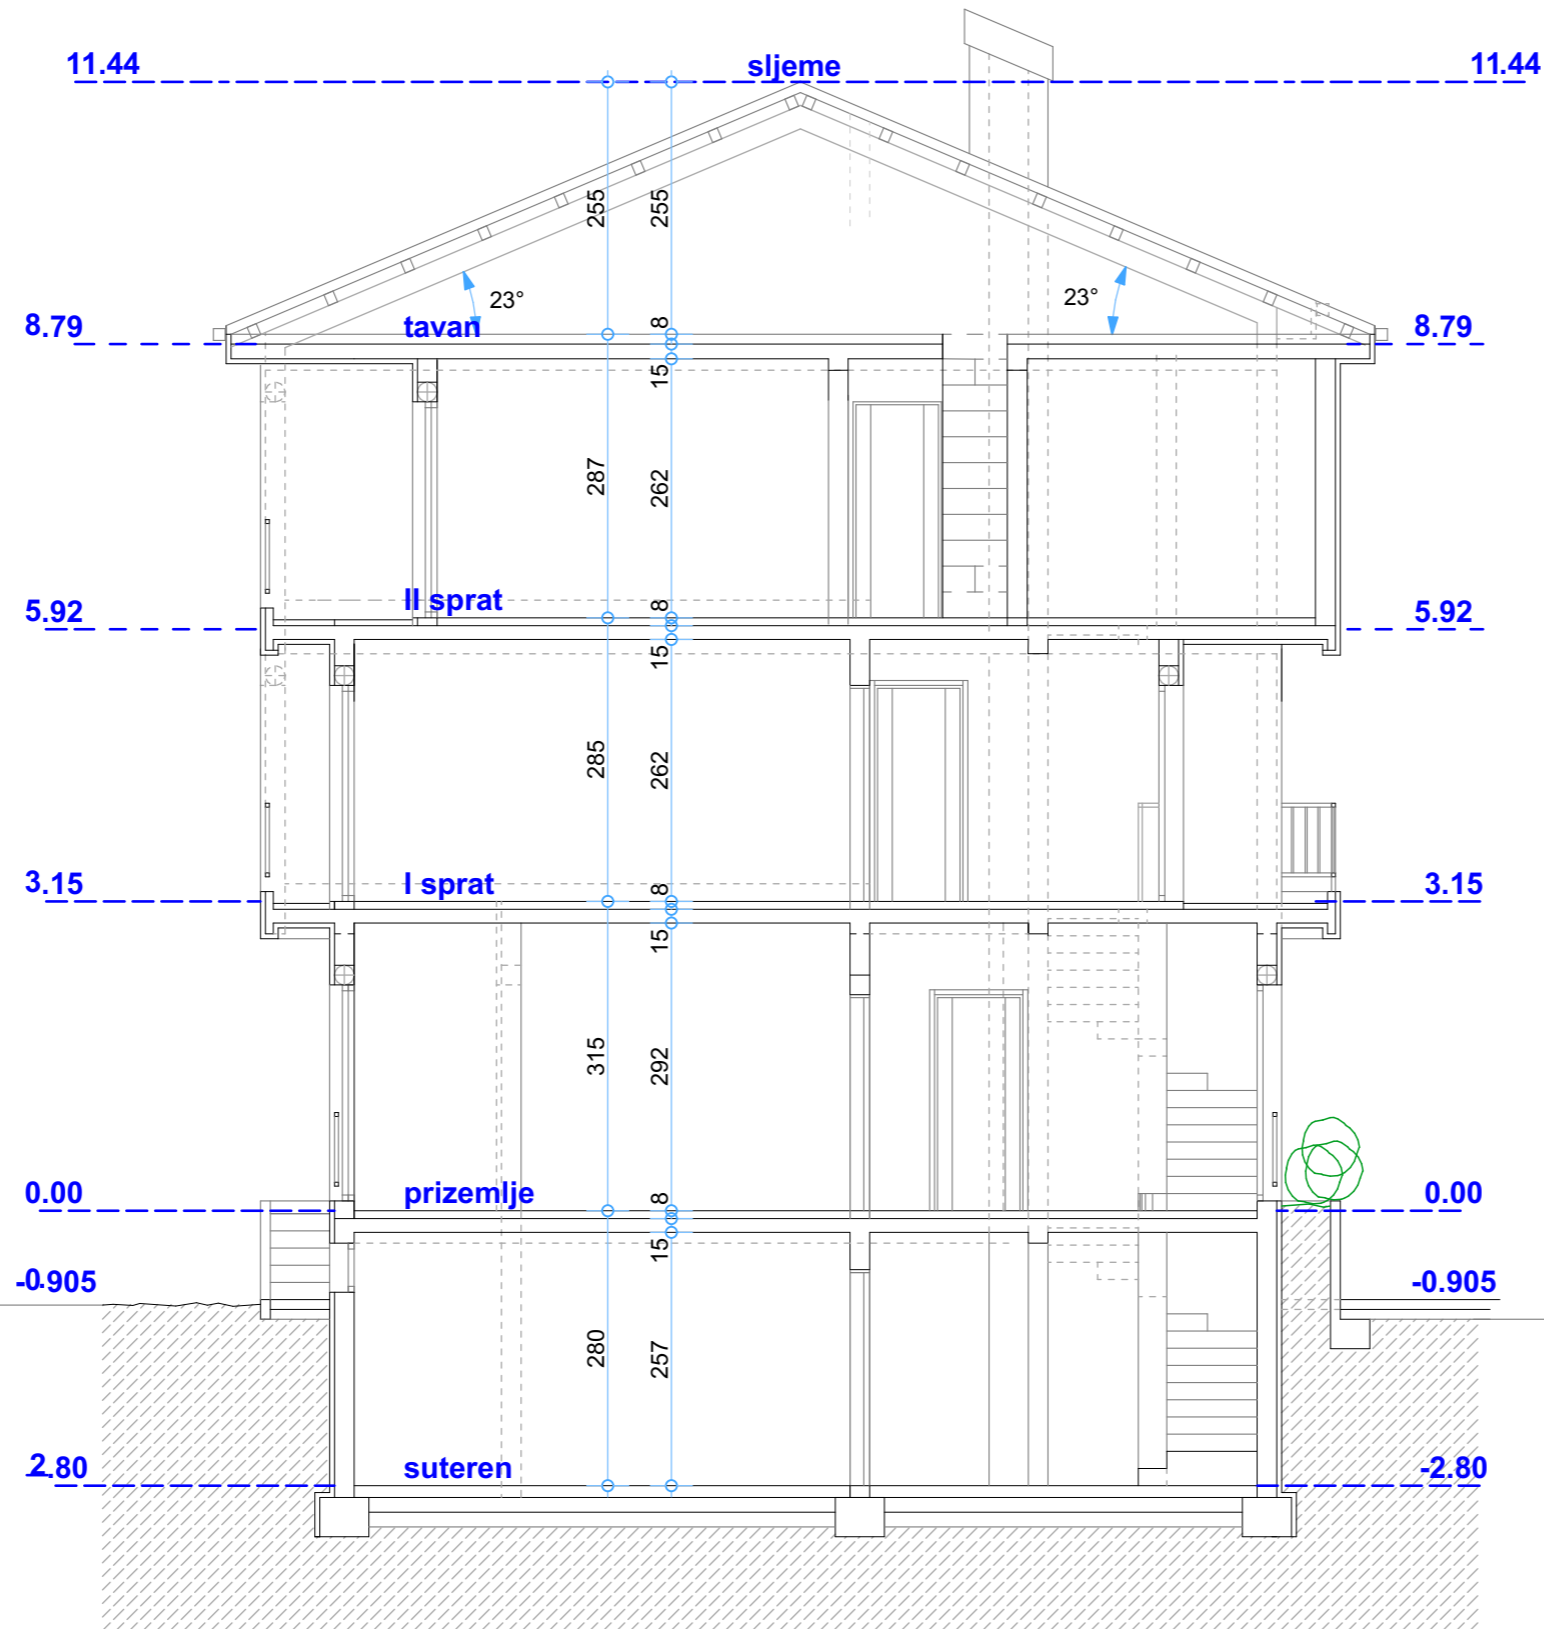 11.44 sljeme 11.44
255 255
23° 23°
8.79 tavan 8 8.79
15
287 262
5.92 II sprat 8 5.92
15
285 262
3.15 I sprat 8 3.15
15
315 292
0.00 prizemlje 8 0.00
15
-0.905 -0.905
280 257
-2.80 suteren -2.80